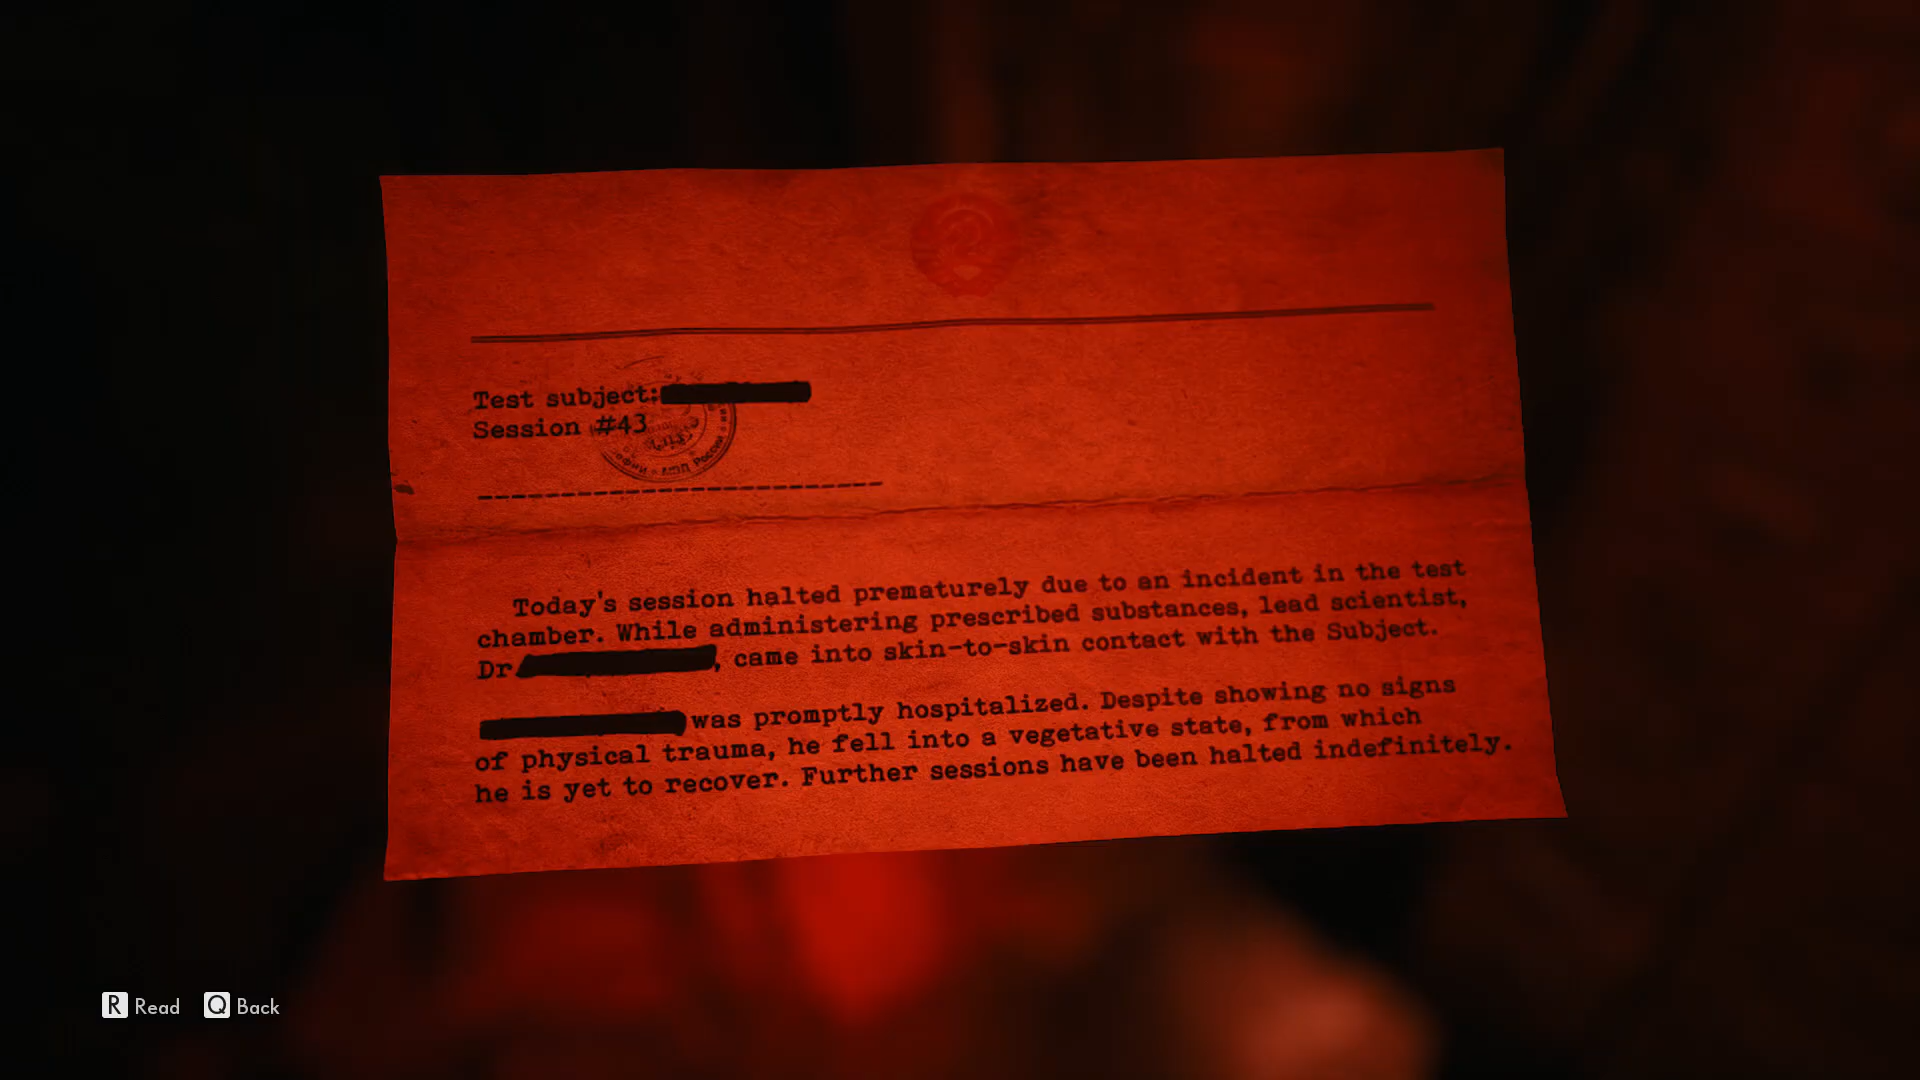 Test subject:
Session #43
России
Today's session halted prematurely due to an incident in the test
chamber. While administering prescribed substances, lead scientist,
Dr , came into skin-to-skin contact with the Subject.
was promptly hospitalized. Despite showing no signs
of physical trauma, he fell into a vegetative state, from which
he is yet to recover. Further sessions have been halted indefinitely.
R Read Q Back